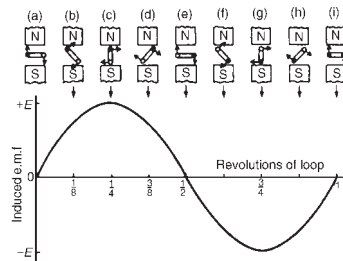 (a) (b) (c) (d) (e) (f) (g) (h) (i)
N N N N N N N N N
S S S S S S S S S
+E
Induced e.m.f
Revolutions of loop
0 1/8 1/4 3/8 1/2 3/4 1
-E